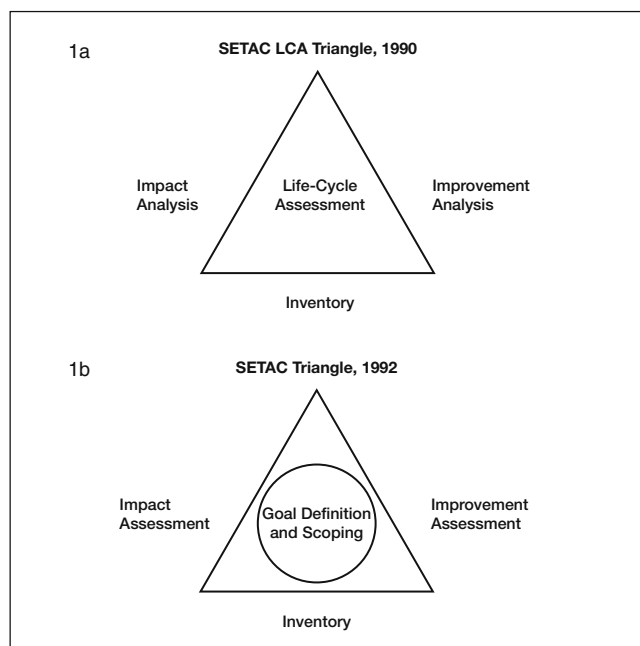 1a
SETAC LCA Triangle, 1990
Impact
Analysis
Life-Cycle
Assessment
Improvement
Analysis
Inventory
1b
SETAC Triangle, 1992
Impact
Assessment
Goal Definition
and Scoping
Improvement
Assessment
Inventory